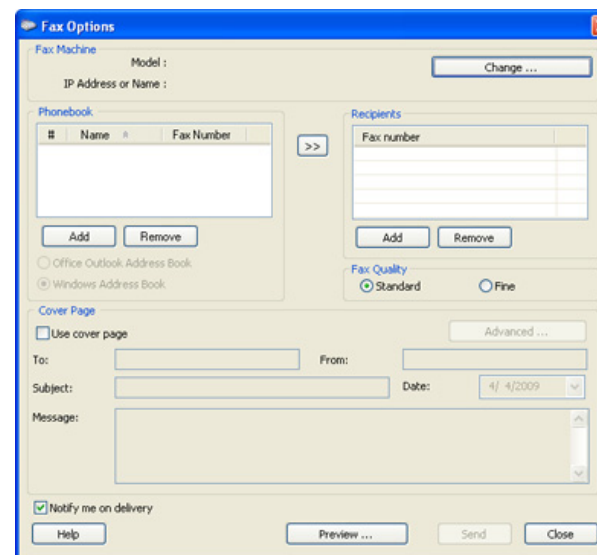 Fax Options
Fax Machine
Model :
Change ...
IP Address or Name :
Phonebook
# Name Fax Number
>>
Recipients
Fax number
Add Remove
Add Remove
Office Outlook Address Book
Windows Address Book
Fax Quality
Standard Fine
Cover Page
Use cover page
Advanced ...
To: From:
Subject: Date: 4/ 4/2009
Message:
Notify me on delivery
Help Preview ... Send Close